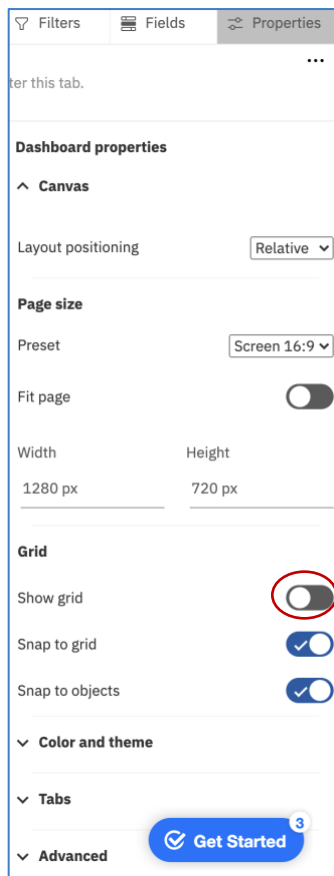 Filters Fields Properties
ter this tab.
Dashboard properties
Canvas
Layout positioning Relative
Page size
Preset Screen 16:9
Fit page
Width Height
1280 px 720 px
Grid
Show grid
Snap to grid
Snap to objects
Color and theme
Tabs
3
Get Started
Advanced